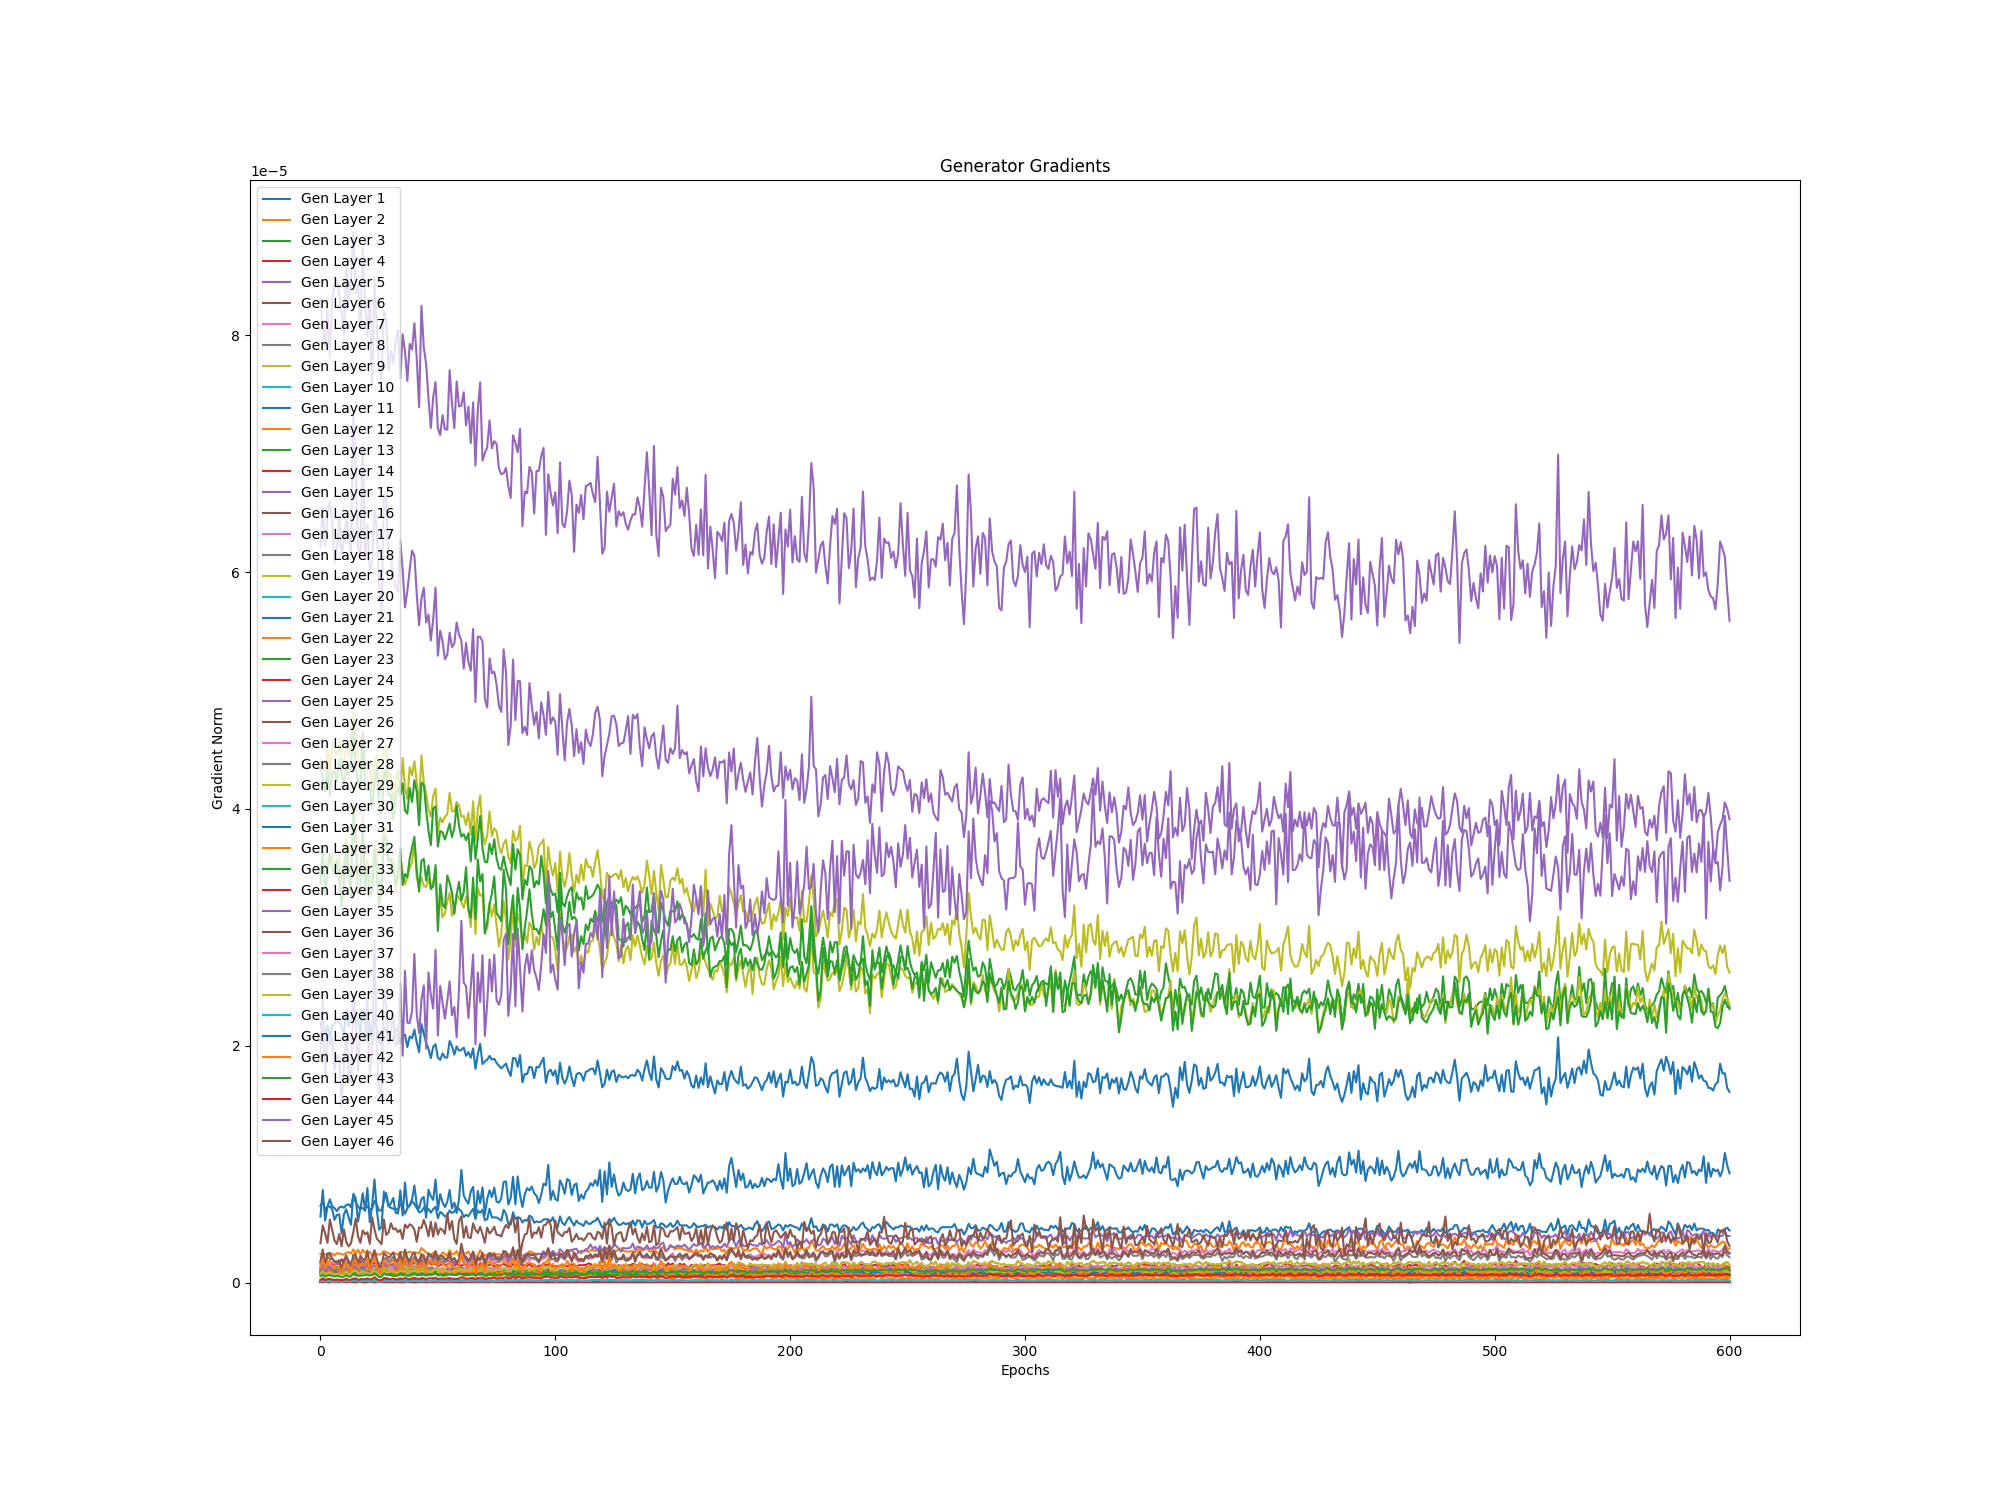 Generator Gradients
1e−5
Gen Layer 1
Gen Layer 2
Gen Layer 3
Gen Layer 4
Gen Layer 5
Gen Layer 6
Gen Layer 7
Gen Layer 8
Gen Layer 9
Gen Layer 10
Gen Layer 11
Gen Layer 12
Gen Layer 13
Gen Layer 14
Gen Layer 15
Gen Layer 16
Gen Layer 17
Gen Layer 18
Gen Layer 19
Gen Layer 20
Gen Layer 21
Gen Layer 22
Gen Layer 23
Gen Layer 24
Gen Layer 25
Gen Layer 26
Gen Layer 27
Gen Layer 28
Gen Layer 29
Gen Layer 30
Gen Layer 31
Gen Layer 32
Gen Layer 33
Gen Layer 34
Gen Layer 35
Gen Layer 36
Gen Layer 37
Gen Layer 38
Gen Layer 39
Gen Layer 40
Gen Layer 41
Gen Layer 42
Gen Layer 43
Gen Layer 44
Gen Layer 45
Gen Layer 46
8
6
4
2
0
Gradient Norm
0 100 200 300 400 500 600
Epochs